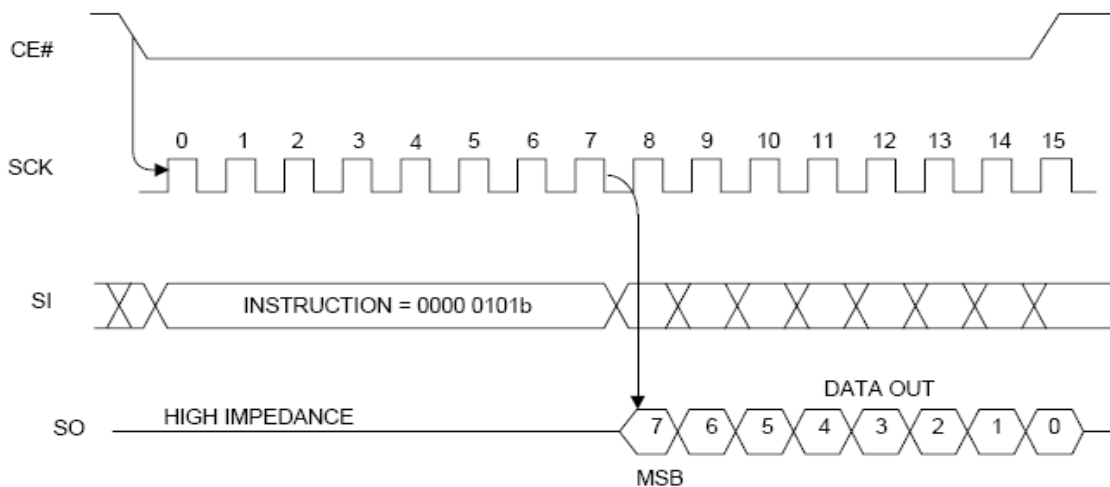 CE#
0 1 2 3 4 5 6 7 8 9 10 11 12 13 14 15
SCK
SI
INSTRUCTION = 0000 0101b
DATA OUT
HIGH IMPEDANCE
SO
7 6 5 4 3 2 1 0
MSB